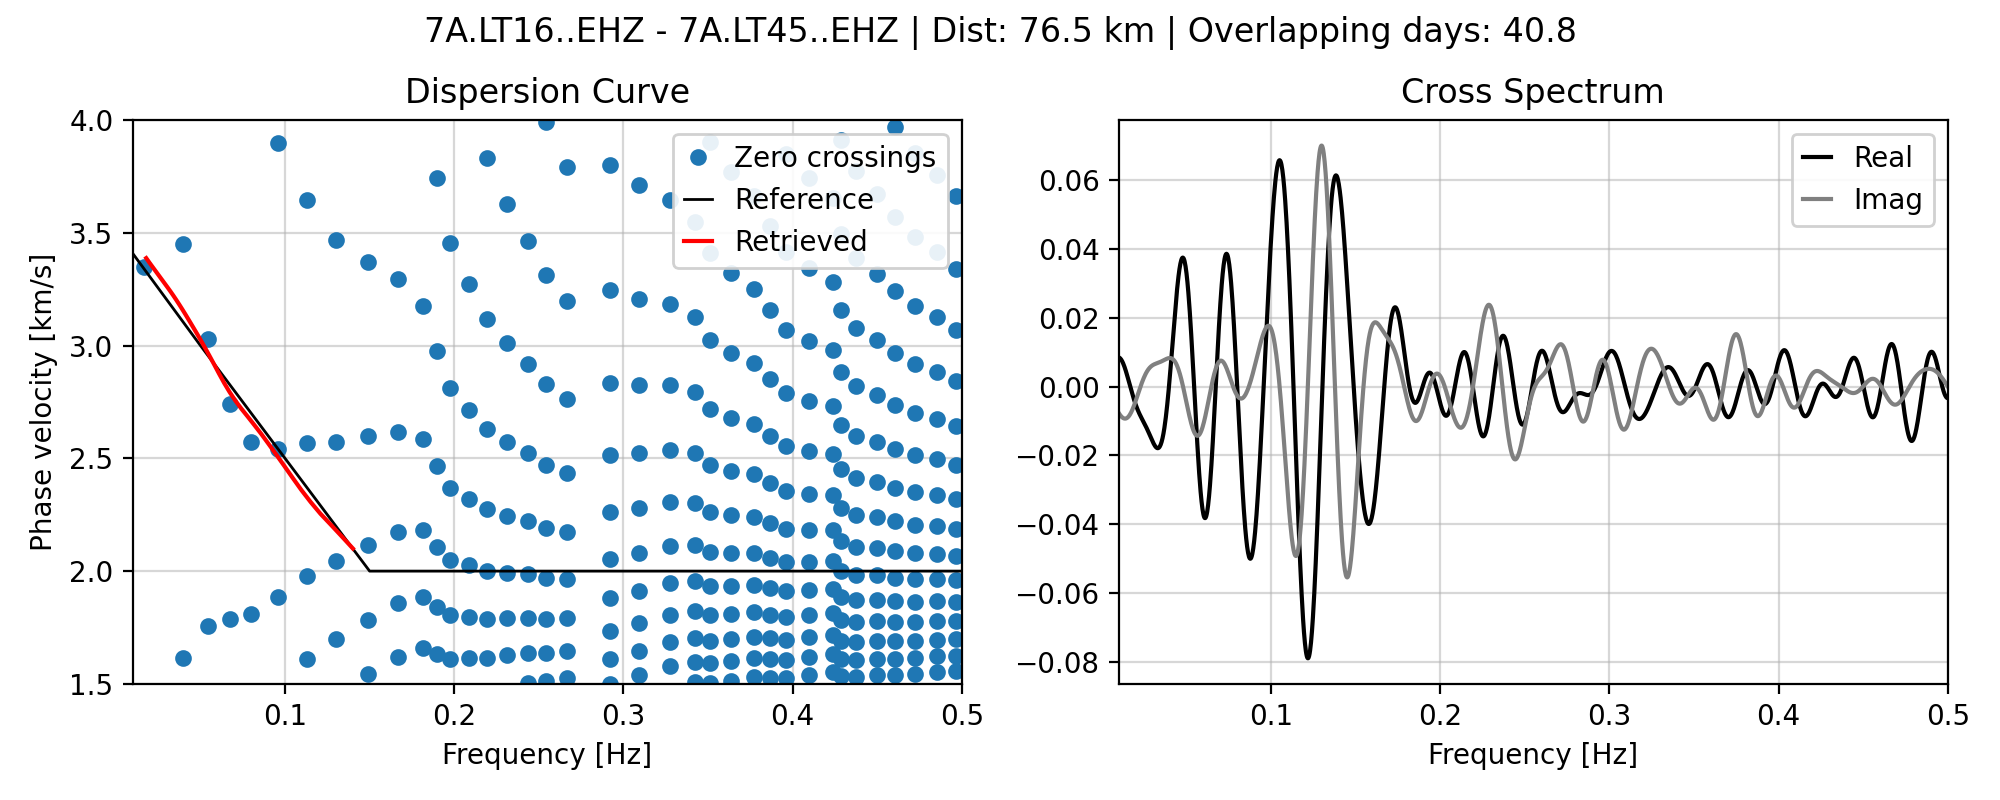 7A.LT16..EHZ - 7A.LT45..EHZ | Dist: 76.5 km | Overlapping days: 40.8
Dispersion Curve
4.0
3.5
3.0
2.5
2.0
1.5
0.1
0.2
0.3
0.4
0.5
Phase velocity [km/s]
Frequency [Hz]
Zero crossings
Reference
Retrieved
Cross Spectrum
0.06
0.04
0.02
0.00
−0.02
−0.04
−0.06
−0.08
0.1
0.2
0.3
0.4
0.5
Frequency [Hz]
Real
Imag